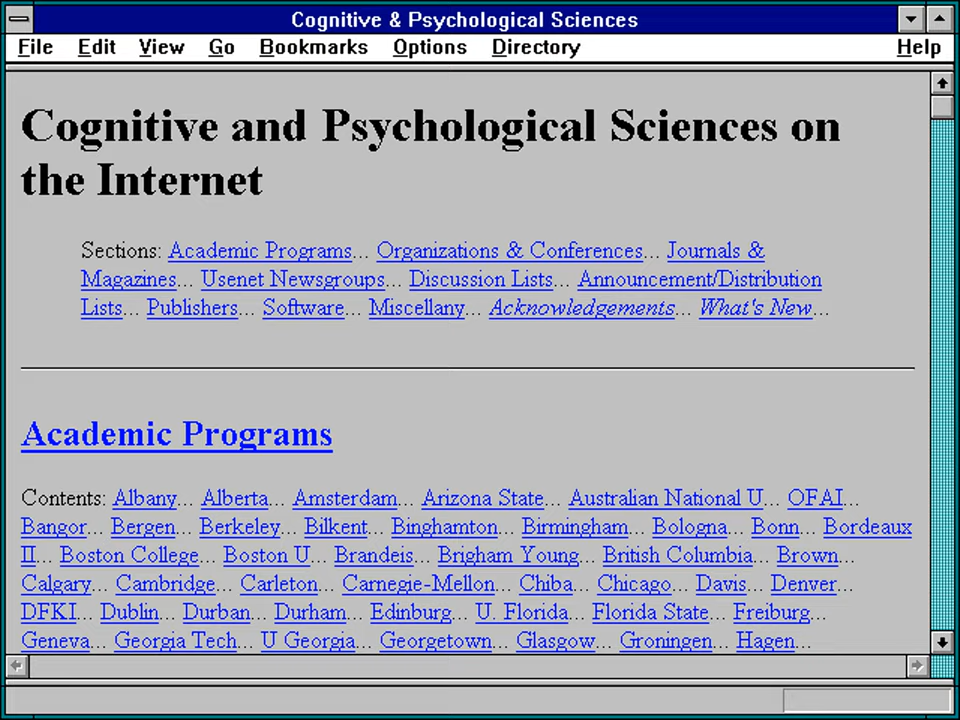 Cognitive & Psychological Sciences
File Edit View Go Bookmarks Options Directory Help
Cognitive and Psychological Sciences on
the Internet
Sections: Academic Programs... Organizations & Conferences... Journals &
Magazines... Usenet Newsgroups... Discussion Lists... Announcement/Distribution
Lists... Publishers... Software... Miscellany... Acknowledgements... What's New...
Academic Programs
Contents: Albany... Alberta... Amsterdam... Arizona State... Australian National U... OFAI...
Bangor... Bergen... Berkeley... Bilkent... Binghamton... Birmingham... Bologna... Bonn... Bordeaux
II... Boston College... Boston U... Brandeis... Brigham Young... British Columbia... Brown...
Calgary... Cambridge... Carleton... Carnegie-Mellon... Chiba... Chicago... Davis... Denver...
DFKI... Dublin... Durban... Durham... Edinburg... U. Florida... Florida State... Freiburg...
Geneva... Georgia Tech... U Georgia... Georgetown... Glasgow... Groningen... Hagen...